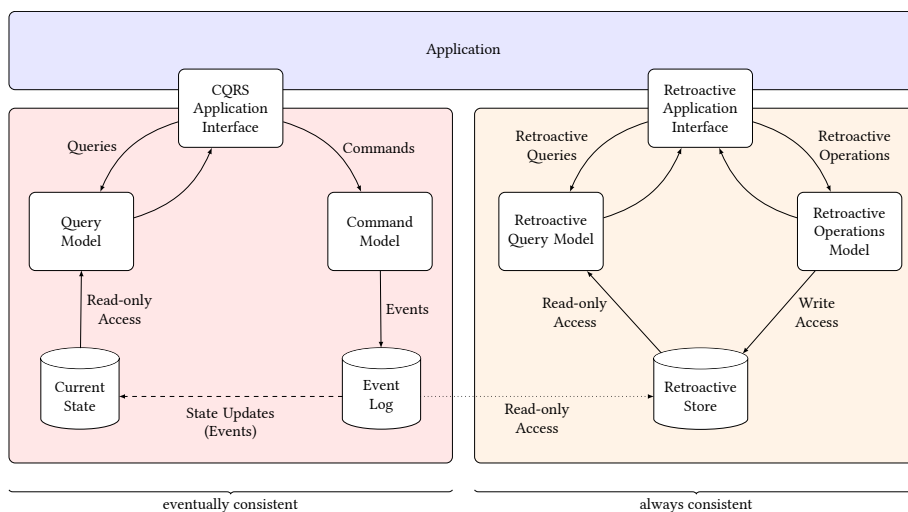 Application
CQRS
Application
Interface
Retroactive
Application
Interface
Queries
Commands
Retroactive
Queries
Retroactive
Operations
Query
Model
Command
Model
Retroactive
Query Model
Retroactive
Operations
Model
Read-only
Access
Events
Read-only
Access
Write
Access
Current
State
Event
Log
Retroactive
Store
State Updates
(Events)
Read-only
Access
eventually consistent
always consistent